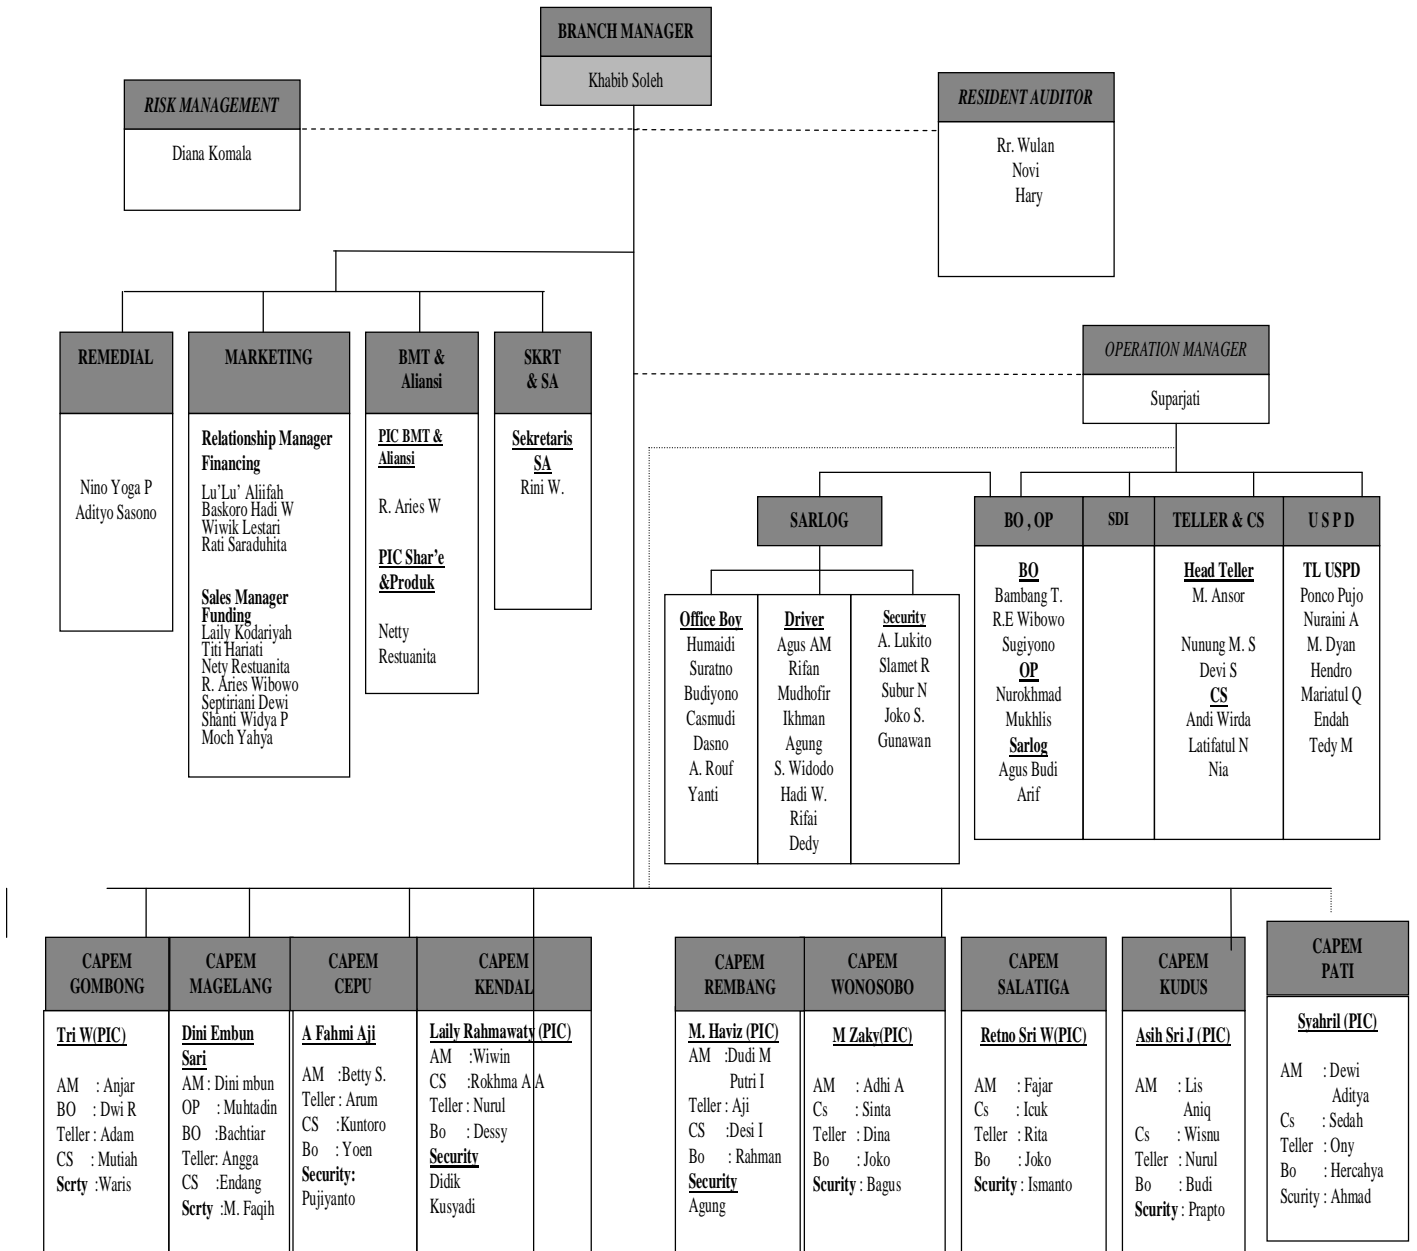 BRANCH MANAGER
Khabib Soleh
RISK MANAGEMENT
Diana Komala
RESIDENT AUDITOR
Rr. Wulan
Novi
Hary
REMEDIAL
Nino Yoga P
Adityo Sasono
MARKETING
Relationship Manager
Financing
Lu'Lu' Aliifah
Baskoro Hadi W
Wiwik Lestari
Rati Saraduhita
Sales Manager
Funding
Laily Kodariyah
Titi Hariati
Nety Restuanita
R. Aries Wibowo
Septiriani Dewi
Shanti Widya P
Moch Yahya
BMT &
Aliansi
PIC BMT &
Aliansi
R. Aries W
PIC Shar'e
&Produk
Netty
Restuanita
SKRT
& SA
Sekretaris
SA
Rini W.
OPERATION MANAGER
Suparjati
SARLOG
Office Boy
Humaidi
Suratno
Budiyono
Casmudi
Dasno
A. Rouf
Yanti
Driver
Agus AM
Rifan
Mudhofir
Ikhman
Agung
S. Widodo
Hadi W.
Rifai
Dedy
Security
A. Lukito
Slamet R
Subur N
Joko S.
Gunawan
BO , OP
BO
Bambang T.
R.E Wibowo
Sugiyono
OP
Nurokhmad
Mukhlis
Sarlog
Agus Budi
Arif
SDI
TELLER & CS
Head Teller
M. Ansor
Nunung M. S
Devi S
CS
Andi Wirda
Latifatul N
Nia
U S P D
TL USPD
Ponco Pujo
Nuraini A
M. Dyan
Hendro
Mariatul Q
Endah
Tedy M
CAPEM
GOMBONG
Tri W(PIC)
AM : Anjar
BO : Dwi R
Teller : Adam
CS : Mutiah
Scrty :Waris
CAPEM
MAGELANG
Dini Embun
Sari
AM : Dini mbun
OP : Muhtadin
BO :Bachtiar
Teller: Angga
CS :Endang
Scrty :M. Faqih
CAPEM
CEPU
A Fahmi Aji
AM :Betty S.
Teller : Arum
CS :Kuntoro
Bo : Yoen
Security:
Pujiyanto
CAPEM
KENDAL
Laily Rahmawaty (PIC)
AM :Wiwin
CS :Rokhma A A
Teller : Nurul
Bo : Dessy
Security
Didik
Kusyadi
CAPEM
REMBANG
M. Haviz (PIC)
AM :Dudi M
Putri I
Teller : Aji
CS :Desi I
Bo : Rahman
Security
Agung
CAPEM
WONOSOBO
M Zaky(PIC)
AM : Adhi A
Cs : Sinta
Teller : Dina
Bo : Joko
Scurity : Bagus
CAPEM
SALATIGA
Retno Sri W(PIC)
AM : Fajar
Cs : Icuk
Teller : Rita
Bo : Joko
Scurity : Ismanto
CAPEM
KUDUS
Asih Sri J (PIC)
AM : Lis
Aniq
Cs : Wisnu
Teller : Nurul
Bo : Budi
Scurity : Prapto
CAPEM
PATI
Syahril (PIC)
AM : Dewi
Aditya
Cs : Sedah
Teller : Ony
Bo : Hercahya
Scurity : Ahmad